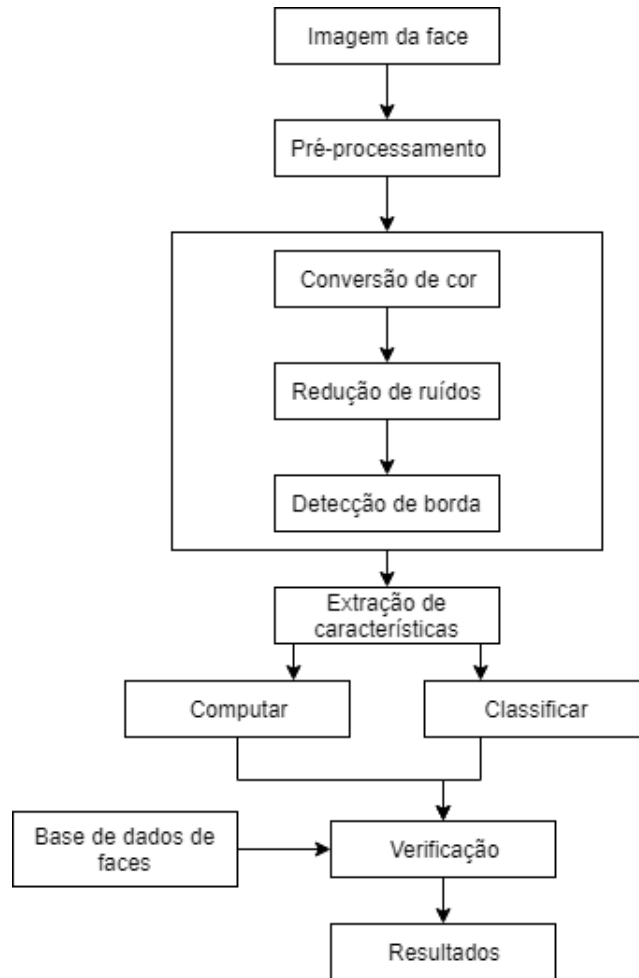 Imagem da face
Pré-processamento
Conversão de cor
Redução de ruídos
Detecção de borda
Extração de
características
Computar
Classificar
Base de dados de
faces
Verificação
Resultados